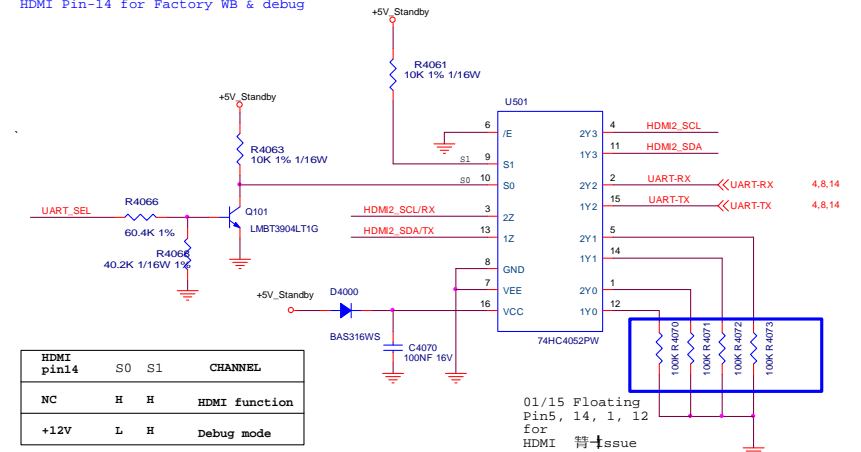 HDMI Pin-14 for Factory WB & debug
+5V_Standby
R4061
10K 1% 1/16W
+5V_Standby
R4063
10K 1% 1/16W
U501
6 /E 2Y3 4 HDMI2_SCL
1Y3 11 HDMI2_SDA
S1 9 S1
S0 10 S0 2Y2 2 UART-RX UART-RX 4,8,14
1Y2 15 UART-TX UART-TX 4,8,14
HDMI2_SCL/RX 3 2Z
HDMI2_SDA/TX 13 1Z 2Y1 5
1Y1 14
8 GND
7 VEE 2Y0 1
16 VCC 1Y0 12
74HC4052PW
UART_SEL
R4066
60.4K 1%
Q101
LMBT3904LT1G
R4068
40.2K 1/16W 1%
+5V_Standby
D4000
BAS316WS
C4070
100NF 16V
100K R4070
100K R4071
100K R4072
100K R4073
HDMI pin14 S0 S1 CHANNEL
NC H H HDMI function
+12V L H Debug mode
01/15 Floating
Pin5, 14, 1, 12
for
HDMI Issue